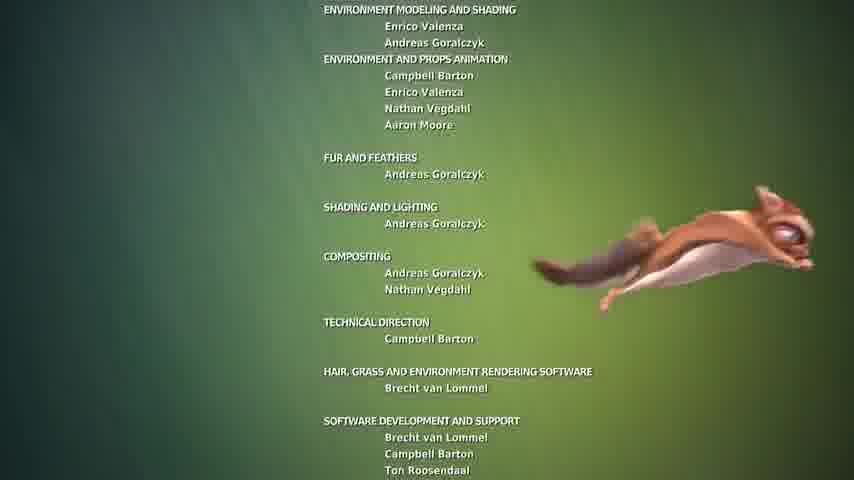 ENVIRONMENT MODELING AND SHADING
Enrico Valenza
Andreas Goralczyk
ENVIRONMENT AND PROPS ANIMATION
Campbell Barton
Enrico Valenza
Nathan Vegdahl
Aaron Moore
FUR AND FEATHERS
Andreas Goralczyk
SHADING AND LIGHTING
Andreas Goralczyk
COMPOSITING
Andreas Goralczyk
Nathan Vegdahl
TECHNICAL DIRECTION
Campbell Barton
HAIR, GRASS AND ENVIRONMENT RENDERING SOFTWARE
Brecht van Lommel
SOFTWARE DEVELOPMENT AND SUPPORT
Brecht van Lommel
Campbell Barton
Ton Roosendaal